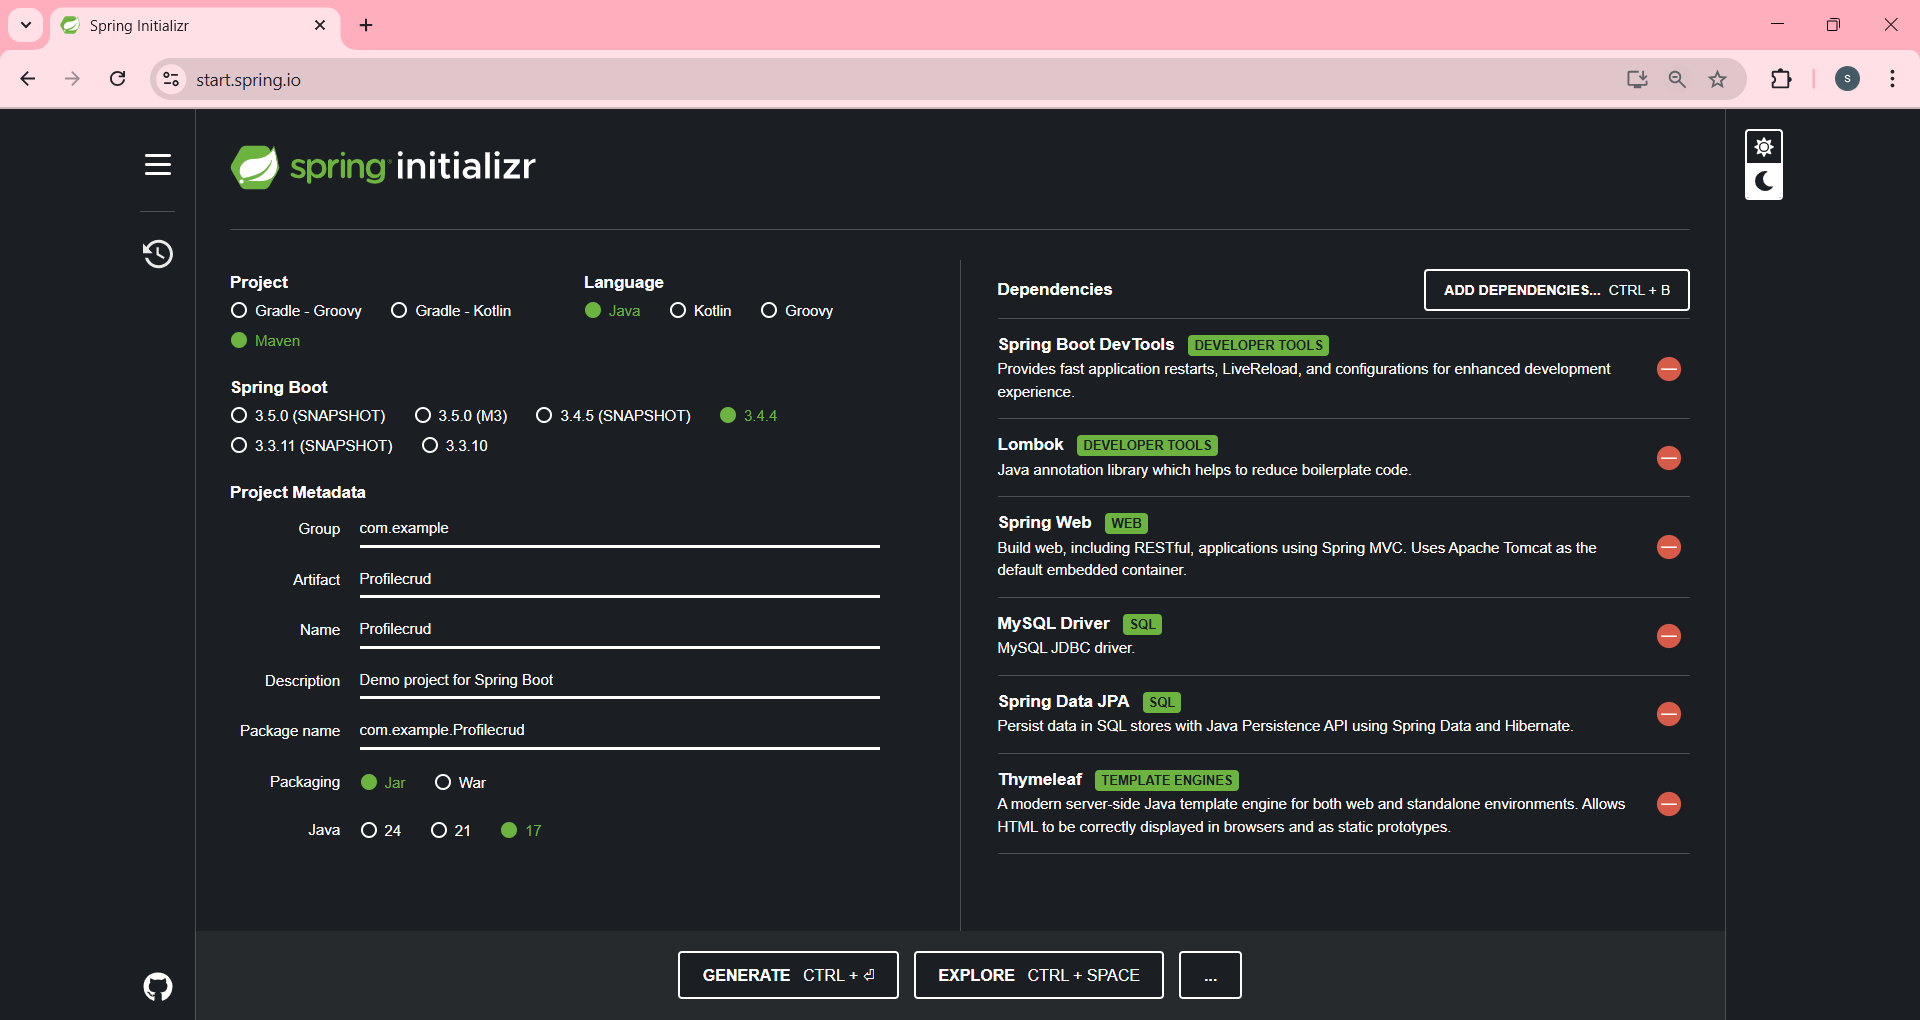 Spring Initializr
start.spring.io
S
spring initializr
Project
Gradle - Groovy Gradle - Kotlin
Maven
Language
Java Kotlin Groovy
Spring Boot
3.5.0 (SNAPSHOT) 3.5.0 (M3) 3.4.5 (SNAPSHOT) 3.4.4
3.3.11 (SNAPSHOT) 3.3.10
Project Metadata
Group com.example
Artifact Profilecrud
Name Profilecrud
Description Demo project for Spring Boot
Package name com.example.Profilecrud
Packaging Jar War
Java 24 21 17
Dependencies ADD DEPENDENCIES... CTRL + B
Spring Boot DevTools DEVELOPER TOOLS
Provides fast application restarts, LiveReload, and configurations for enhanced development
experience.
Lombok DEVELOPER TOOLS
Java annotation library which helps to reduce boilerplate code.
Spring Web WEB
Build web, including RESTful, applications using Spring MVC. Uses Apache Tomcat as the
default embedded container.
MySQL Driver SQL
MySQL JDBC driver.
Spring Data JPA SQL
Persist data in SQL stores with Java Persistence API using Spring Data and Hibernate.
Thymeleaf TEMPLATE ENGINES
A modern server-side Java template engine for both web and standalone environments. Allows
HTML to be correctly displayed in browsers and as static prototypes.
GENERATE CTRL + ⏎ EXPLORE CTRL + SPACE ...